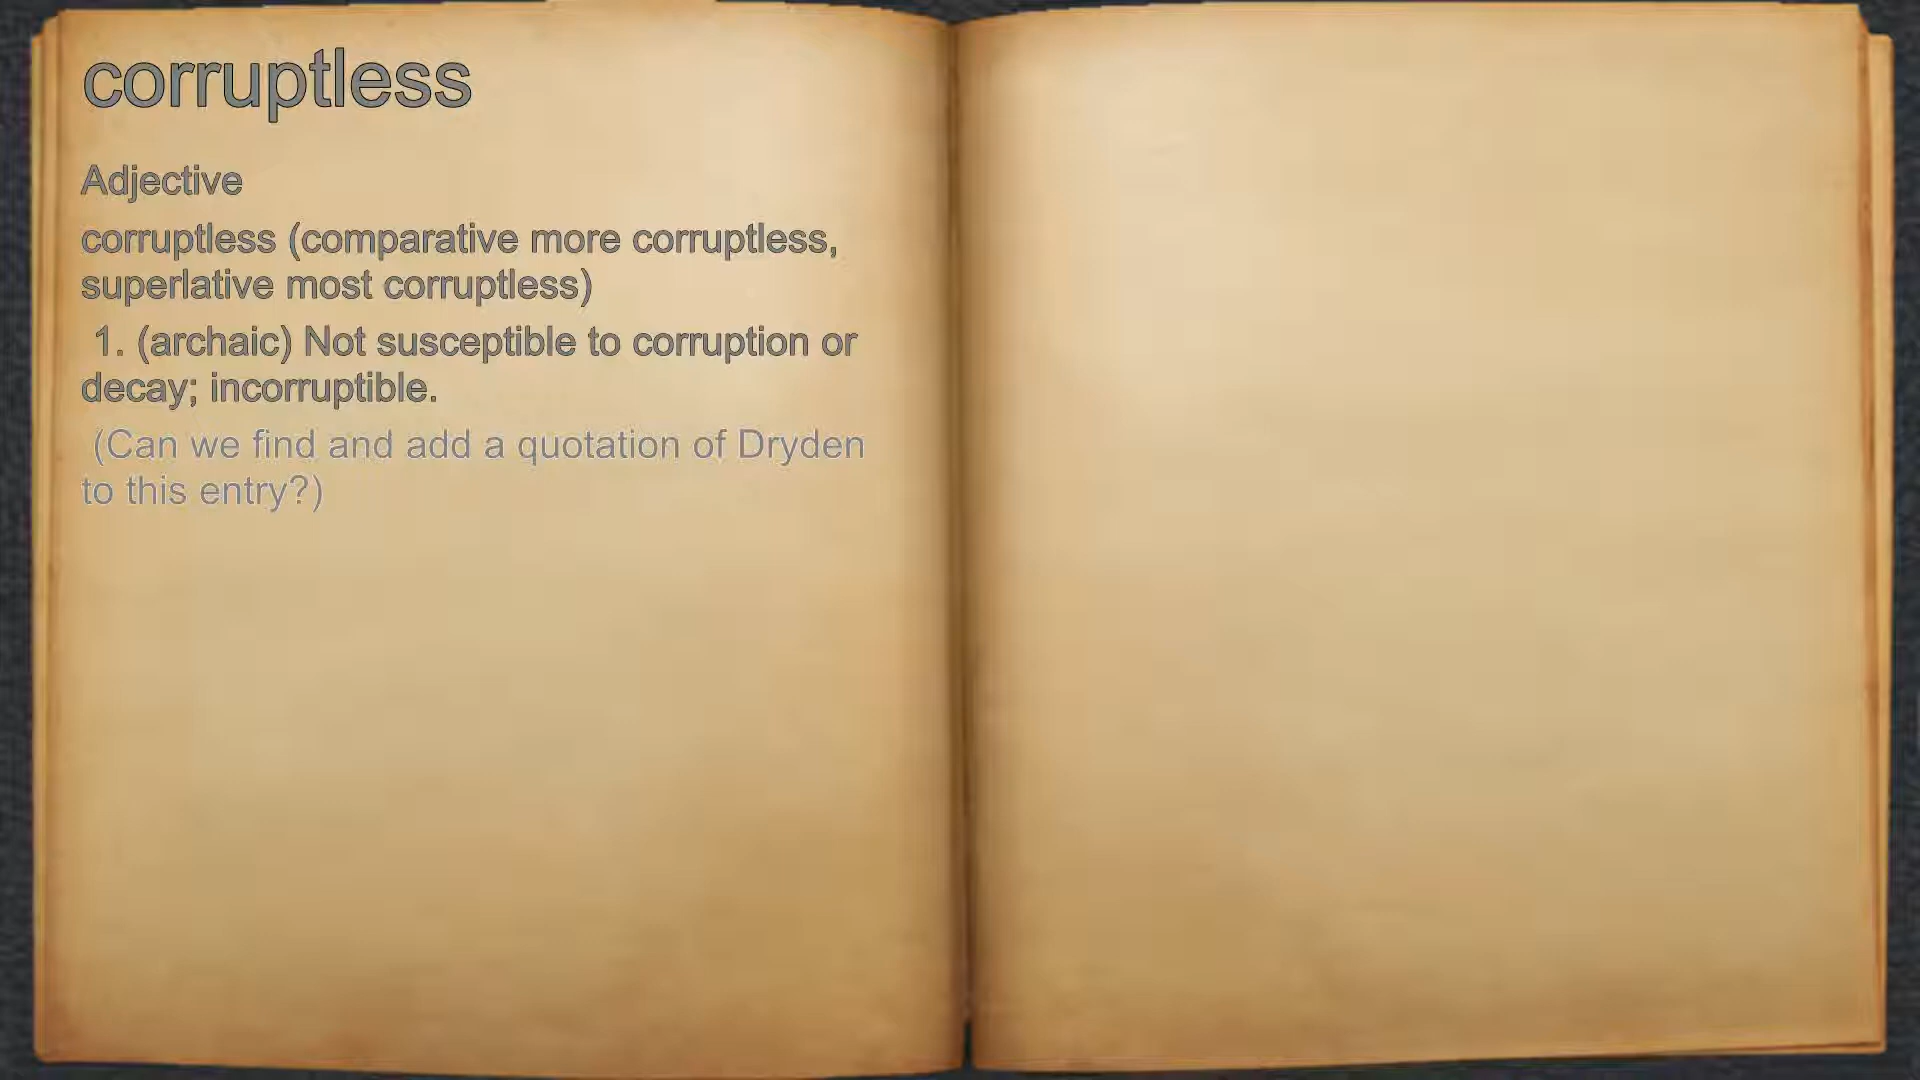 corruptless
Adjective
corruptless (comparative more corruptless,
superlative most corruptless)
1. (archaic) Not susceptible to corruption or
decay; incorruptible.
(Can we find and add a quotation of Dryden
to this entry?)